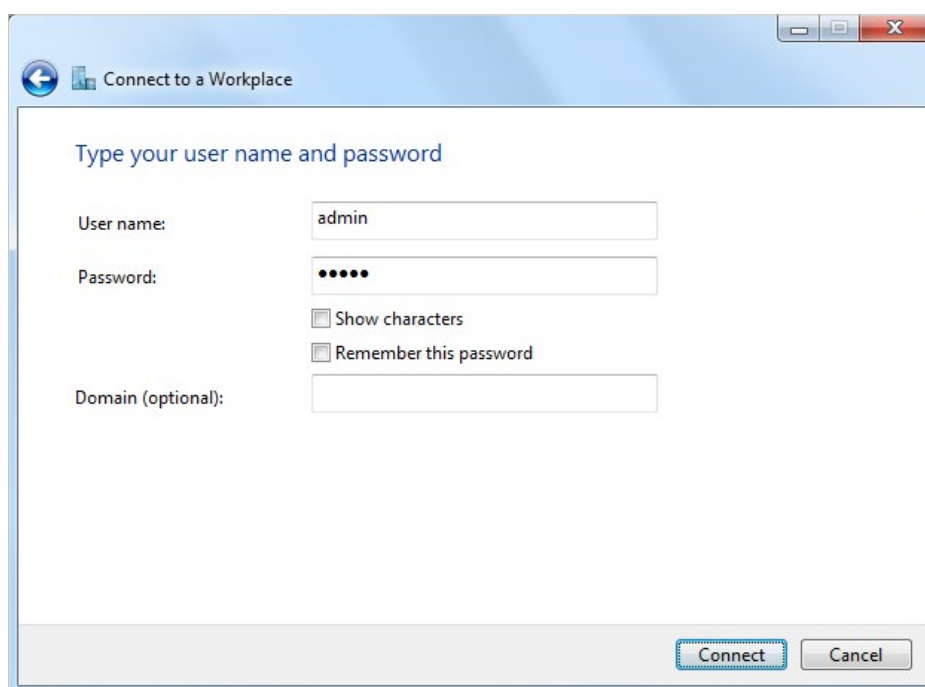 Connect to a Workplace
Type your user name and password
User name: admin
Password: •••••
Show characters
Remember this password
Domain (optional):
Connect Cancel